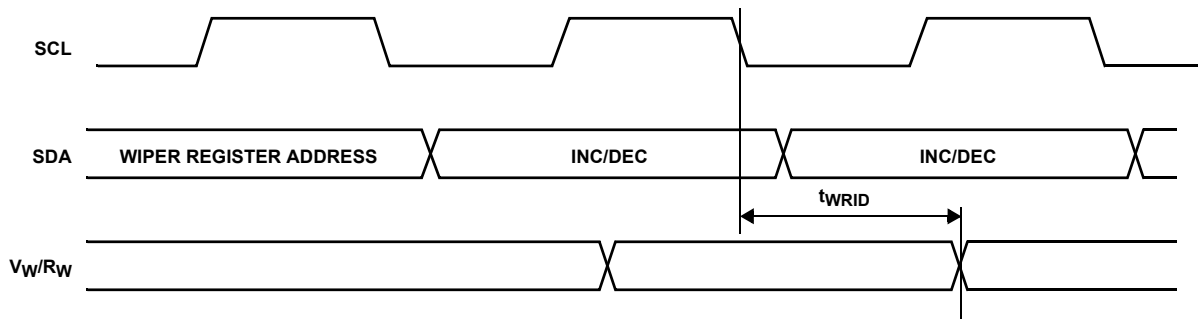 SCL
SDA
WIPER REGISTER ADDRESS
INC/DEC
INC/DEC
tWRID
VW/RW